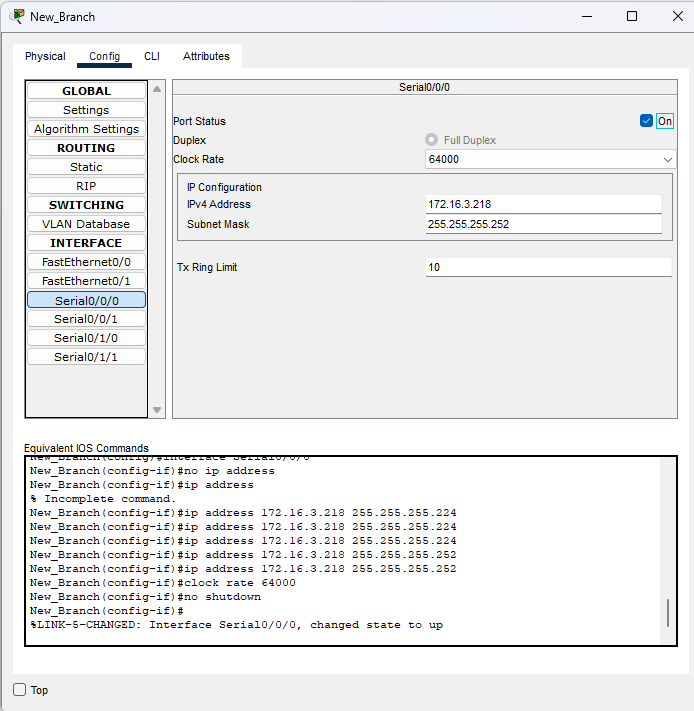 New_Branch
Physical Config CLI Attributes
GLOBAL
Settings
Algorithm Settings
ROUTING
Static
RIP
SWITCHING
VLAN Database
INTERFACE
FastEthernet0/0
FastEthernet0/1
Serial0/0/0
Serial0/0/1
Serial0/1/0
Serial0/1/1
Serial0/0/0
Port Status On
Duplex Full Duplex
Clock Rate 64000
IP Configuration
IPv4 Address 172.16.3.218
Subnet Mask 255.255.255.252
Tx Ring Limit 10
Equivalent IOS Commands
New_Branch(config)#interface Serial0/0/0
New_Branch(config-if)#no ip address
New_Branch(config-if)#ip address
% Incomplete command.
New_Branch(config-if)#ip address 172.16.3.218 255.255.255.224
New_Branch(config-if)#ip address 172.16.3.218 255.255.255.224
New_Branch(config-if)#ip address 172.16.3.218 255.255.255.224
New_Branch(config-if)#ip address 172.16.3.218 255.255.255.252
New_Branch(config-if)#ip address 172.16.3.218 255.255.255.252
New_Branch(config-if)#clock rate 64000
New_Branch(config-if)#no shutdown
New_Branch(config-if)#
%LINK-5-CHANGED: Interface Serial0/0/0, changed state to up
Top